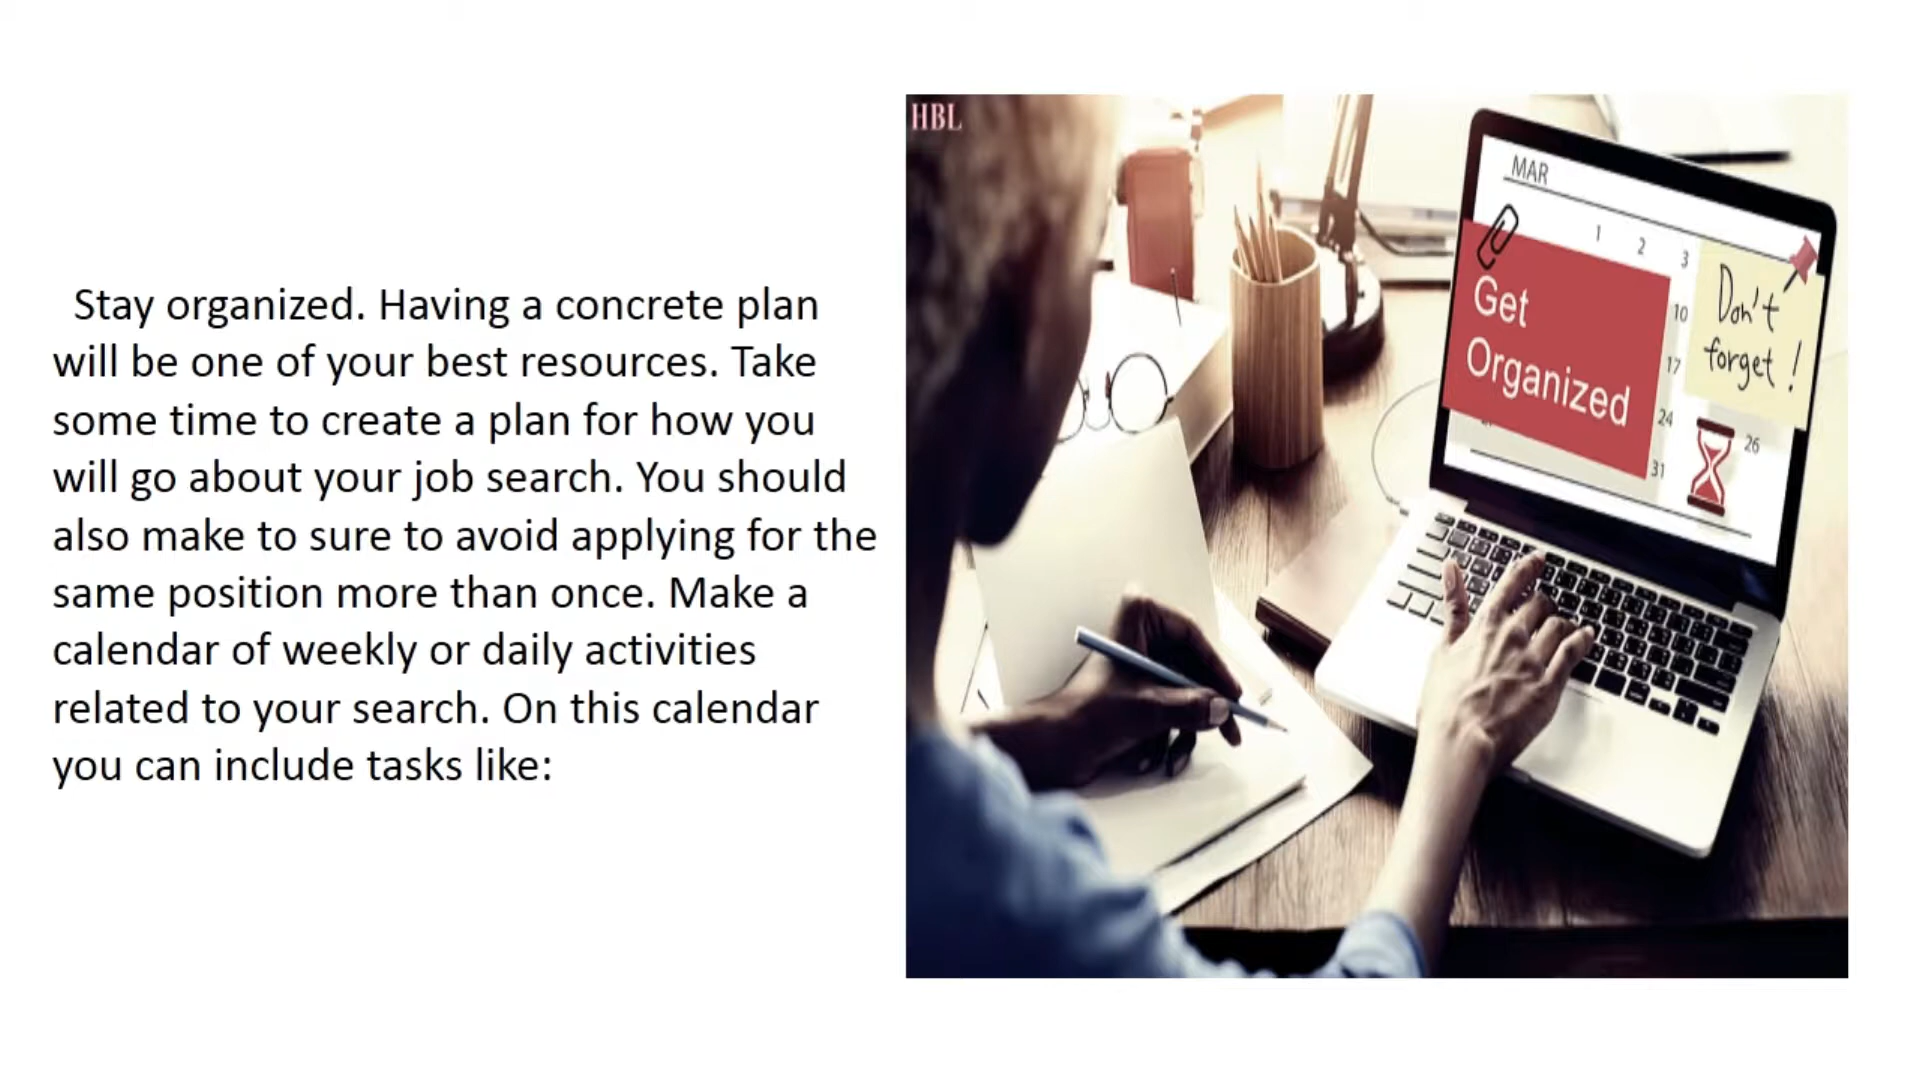 Stay organized. Having a concrete plan
will be one of your best resources. Take
some time to create a plan for how you
will go about your job search. You should
also make to sure to avoid applying for the
same position more than once. Make a
calendar of weekly or daily activities
related to your search. On this calendar
you can include tasks like:
HBL
MAR
1 2 3
Get
Organized
10
17
24
31
26
Don't
forget!